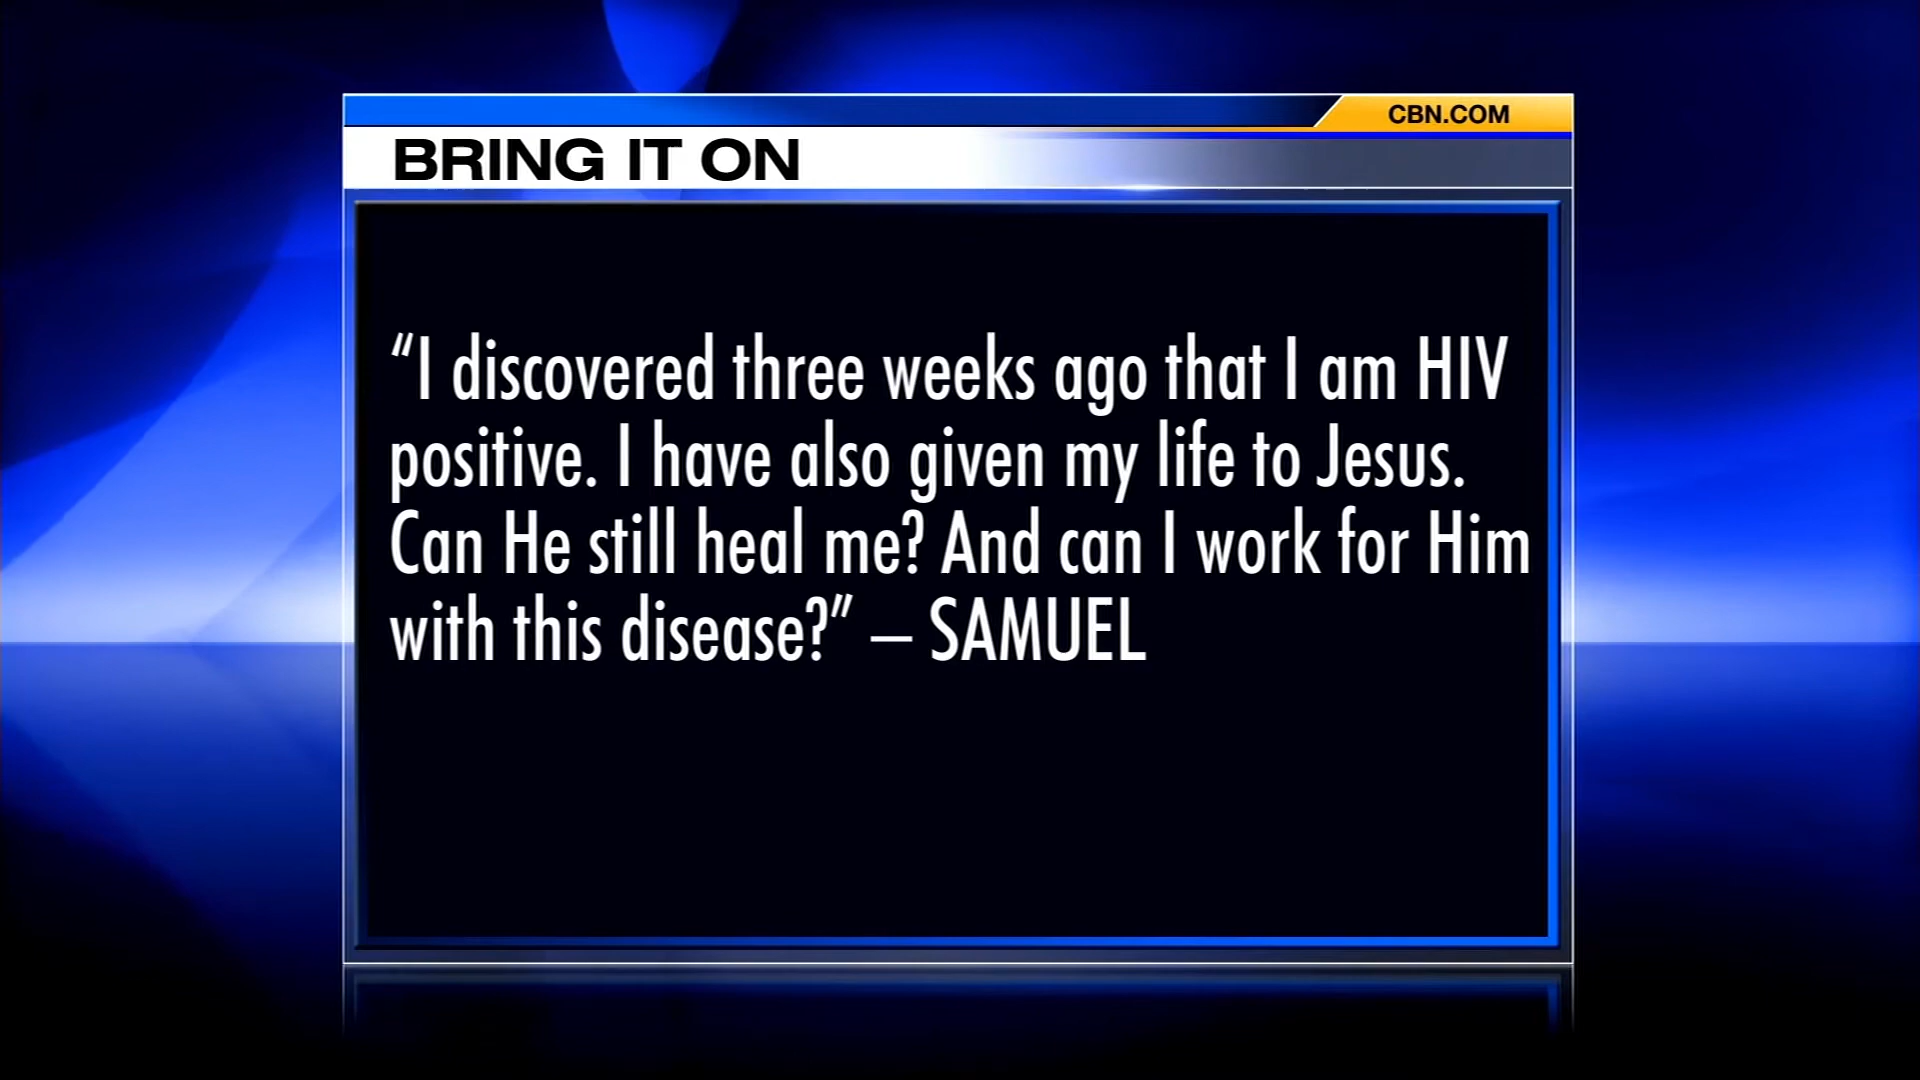 CBN.COM
BRING IT ON
“I discovered three weeks ago that I am HIV
positive. I have also given my life to Jesus.
Can He still heal me? And can I work for Him
with this disease?” – SAMUEL